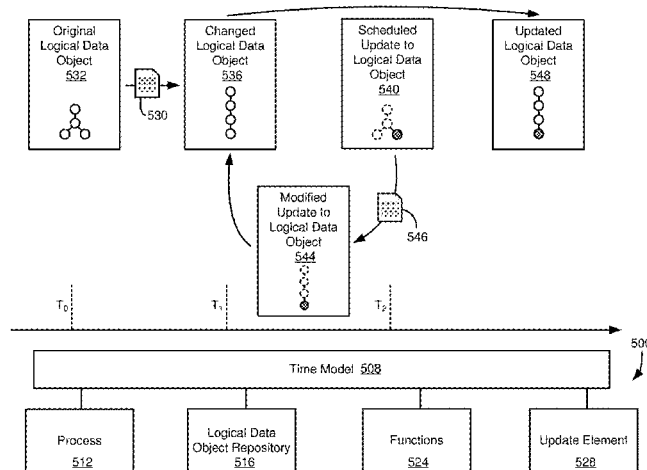 Original
Logical Data
Object
532
530
Changed
Logical Data
Object
536
Scheduled
Update to
Logical Data
Object
540
Updated
Logical Data
Object
548
546
Modified
Update to
Logical Data
Object
544
T0
T1
T2
500
Time Model 508
Process
512
Logical Data
Object Repository
516
Functions
524
Update Element
528